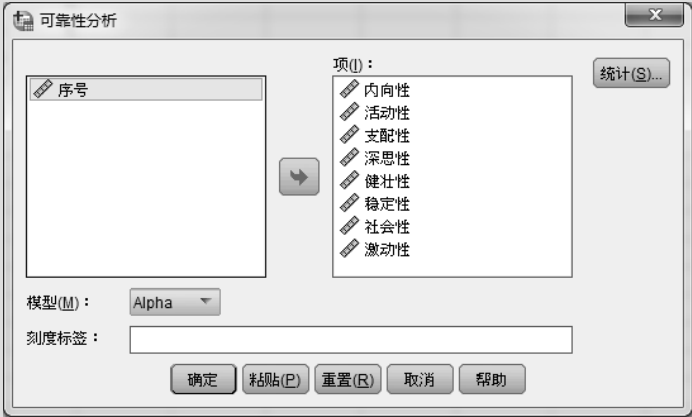 可靠性分析
项(I)：
统计(S)...
序号
内向性
活动性
支配性
深思性
健壮性
稳定性
社会性
激动性
模型(M)：
Alpha
刻度标签：
确定
粘贴(P)
重置(R)
取消
帮助